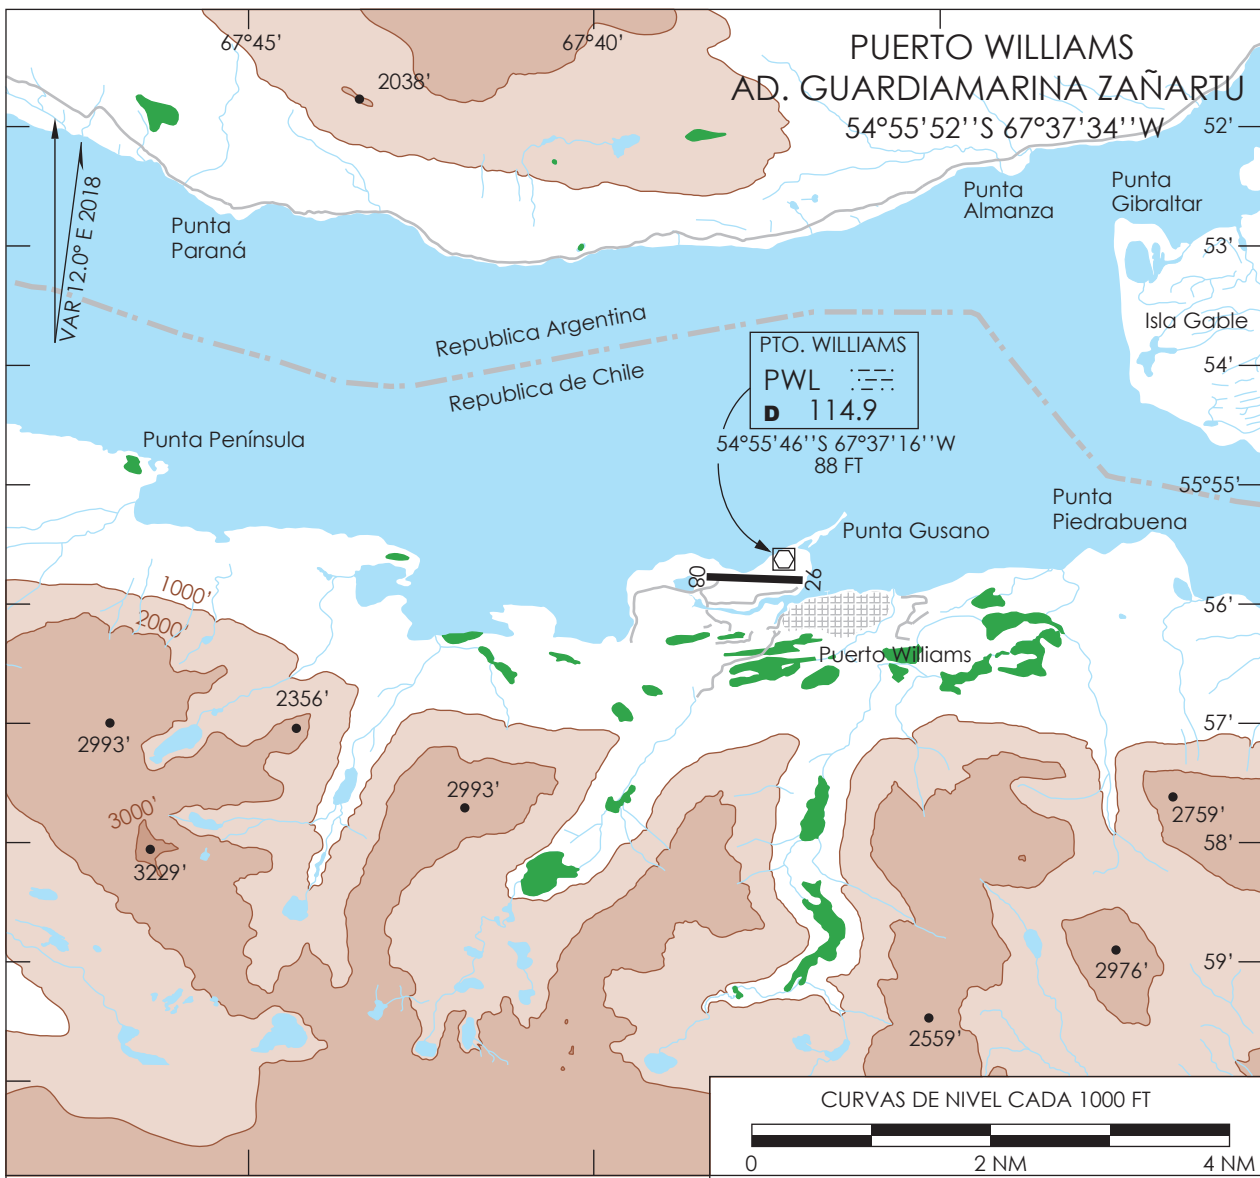 67°45'
67°40'
PUERTO WILLIAMS
AD. GUARDIAMARINA ZAÑARTU
54°55'52''S 67°37'34''W
2038'
52'
VAR 12.0° E 2018
Punta
Paraná
Punta
Almanza
Punta
Gibraltar
53'
Isla Gable
Republica Argentina
Republica de Chile
PTO. WILLIAMS
PWL
D 114.9
54°55'46''S 67°37'16''W
88 FT
54'
Punta Península
55°55'
Punta
Piedrabuena
Punta Gusano
08
26
56'
1000'
2000'
Puerto Williams
2356'
2993'
57'
2993'
2759'
3000'
3229'
58'
2976'
59'
2559'
CURVAS DE NIVEL CADA 1000 FT
0 2 NM 4 NM